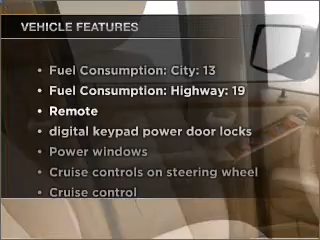 VEHICLE FEATURES
• Fuel Consumption: City: 13
• Fuel Consumption: Highway: 19
• Remote
• digital keypad power door locks
• Power windows
• Cruise controls on steering wheel
• Cruise control